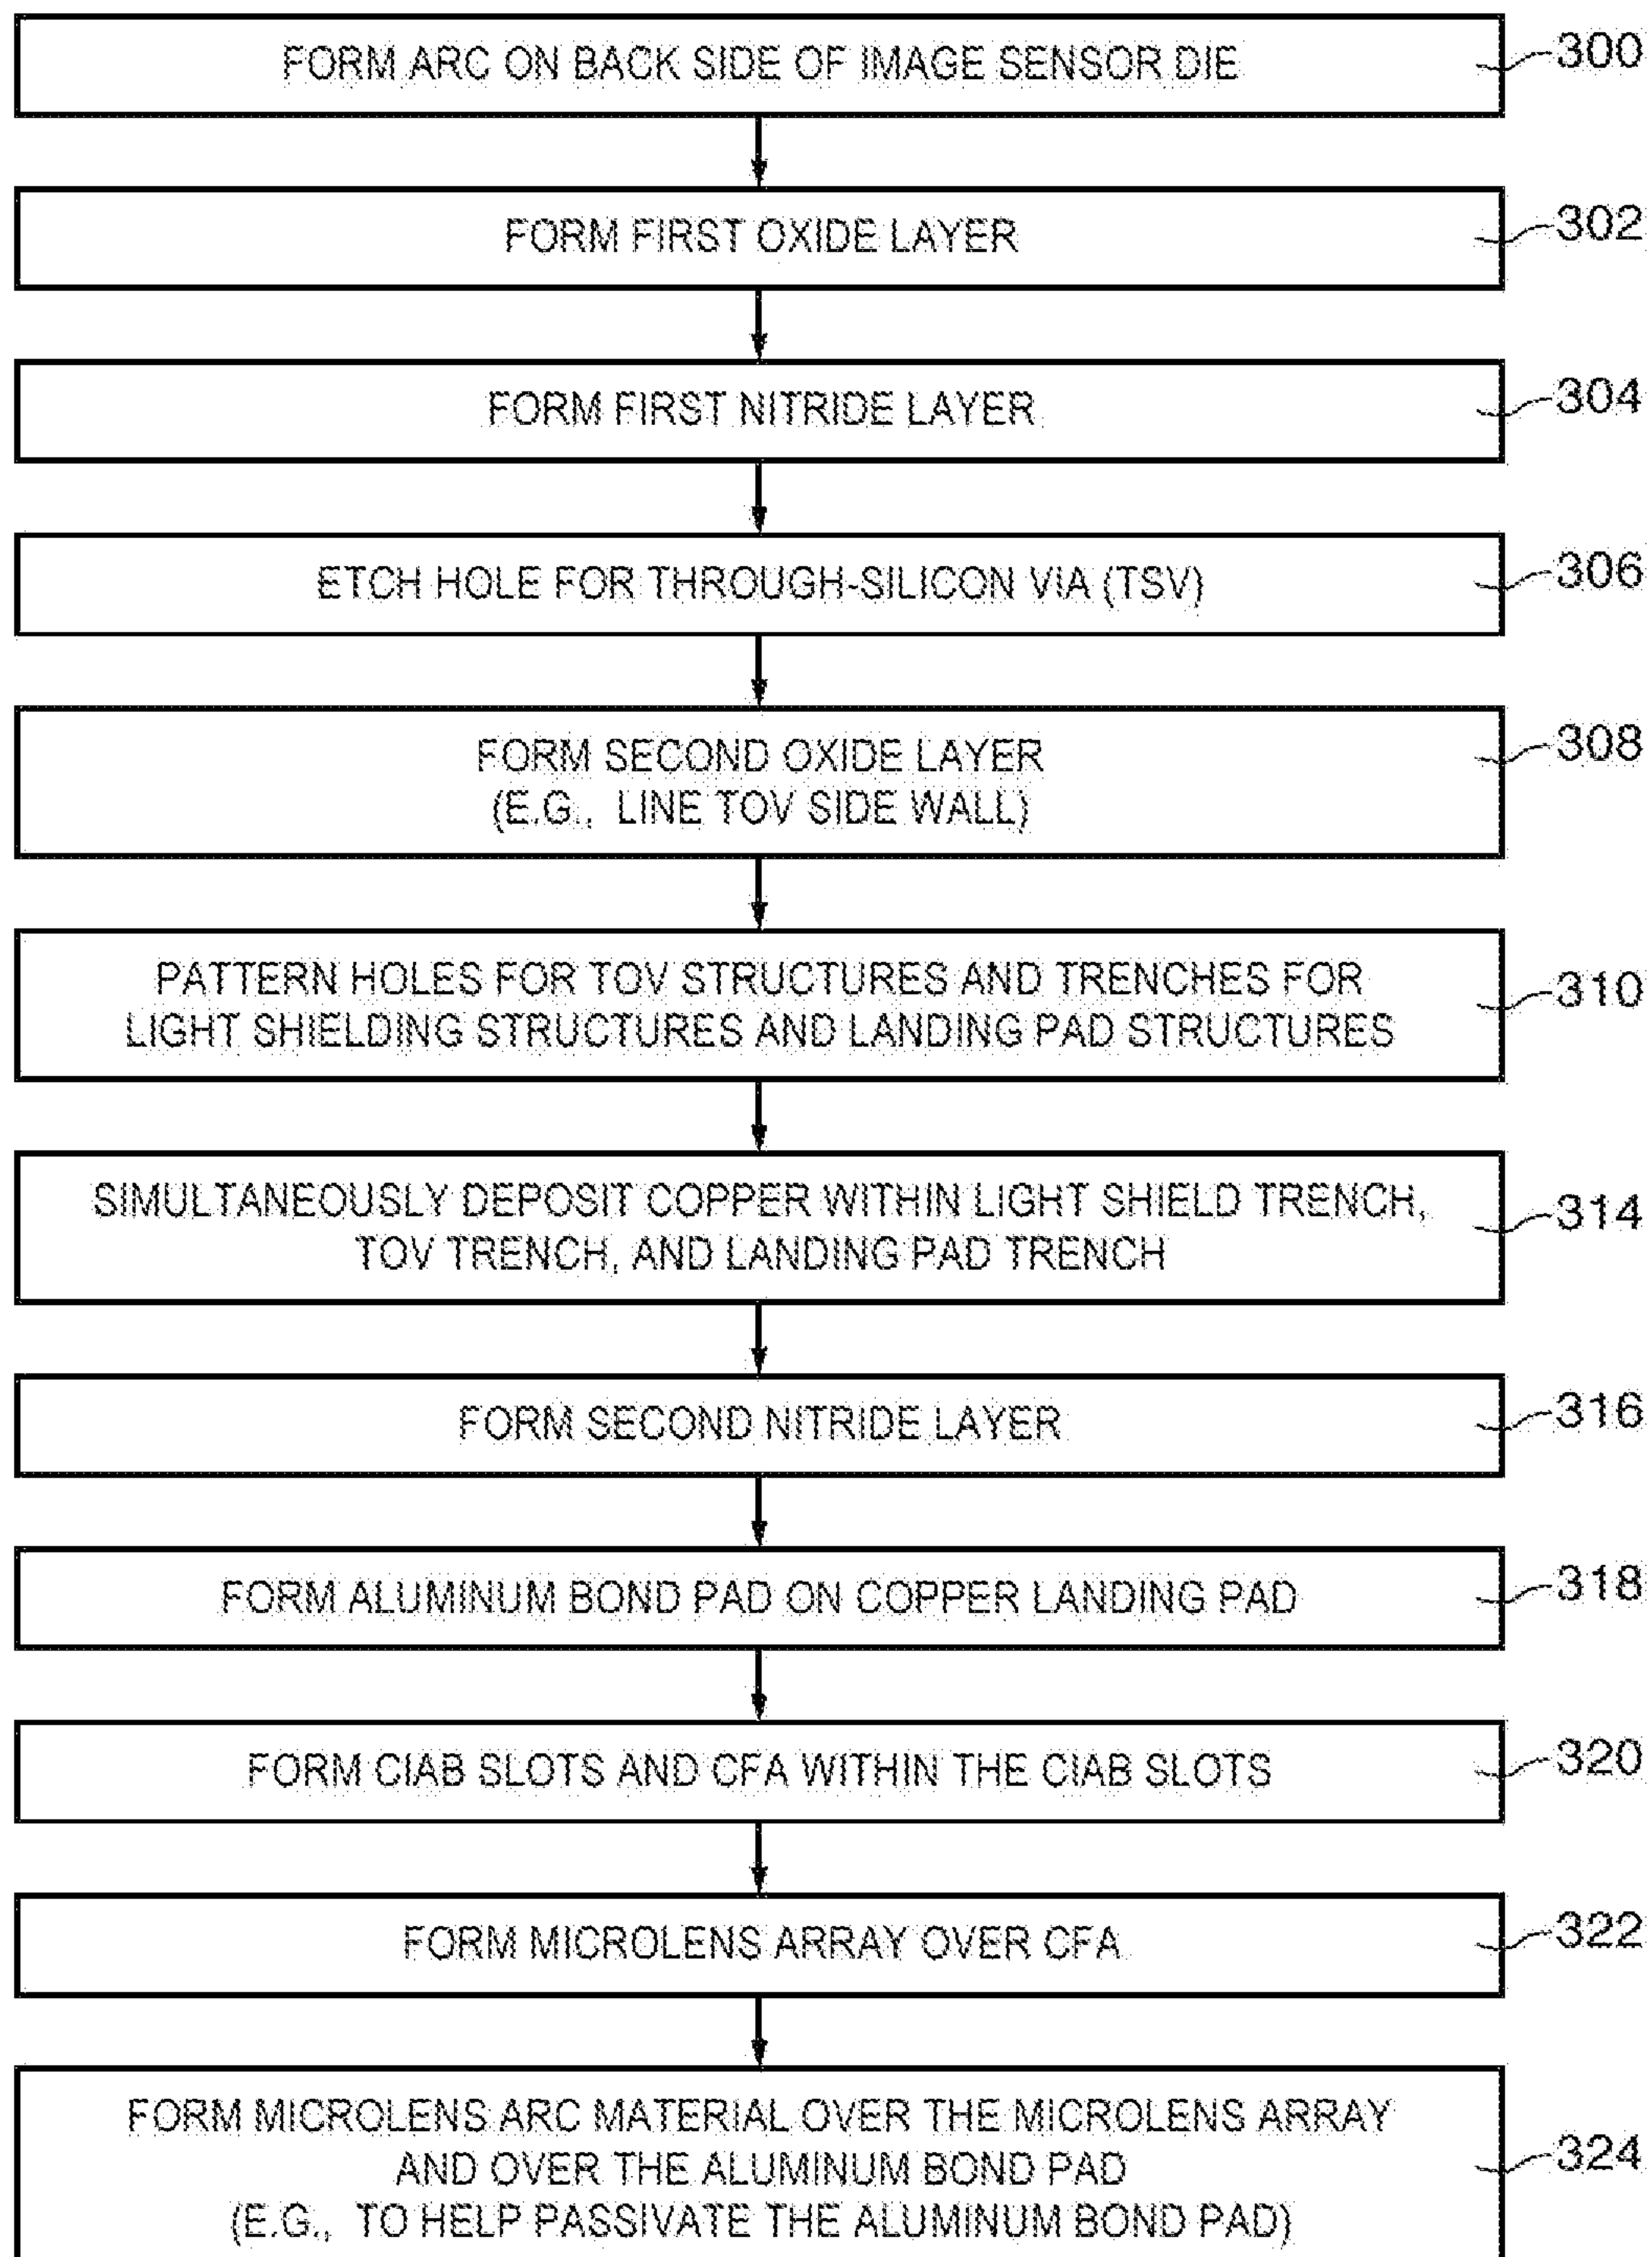 FORM ARC ON BACK SIDE OF IMAGE SENSOR DIE
300
FORM FIRST OXIDE LAYER
302
FORM FIRST NITRIDE LAYER
304
ETCH HOLE FOR THROUGH-SILICON VIA (TSV)
306
FORM SECOND OXIDE LAYER
(E.G., LINE TOV SIDE WALL)
308
PATTERN HOLES FOR TOV STRUCTURES AND TRENCHES FOR
LIGHT SHIELDING STRUCTURES AND LANDING PAD STRUCTURES
310
SIMULTANEOUSLY DEPOSIT COPPER WITHIN LIGHT SHIELD TRENCH,
TOV TRENCH, AND LANDING PAD TRENCH
314
FORM SECOND NITRIDE LAYER
316
FORM ALUMINUM BOND PAD ON COPPER LANDING PAD
318
FORM CIAB SLOTS AND CFA WITHIN THE CIAB SLOTS
320
FORM MICROLENS ARRAY OVER CFA
322
FORM MICROLENS ARC MATERIAL OVER THE MICROLENS ARRAY
AND OVER THE ALUMINUM BOND PAD
(E.G., TO HELP PASSIVATE THE ALUMINUM BOND PAD)
324